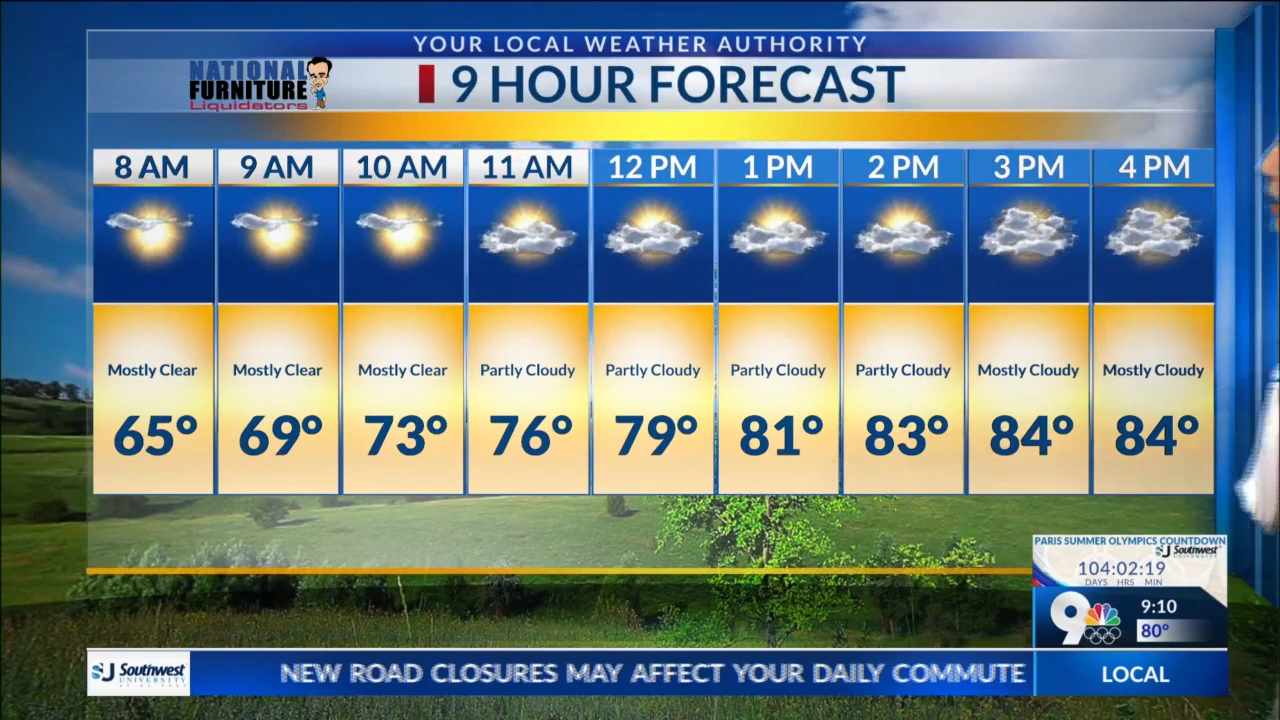 YOUR LOCAL WEATHER AUTHORITY
NATIONAL
FURNITURE
Liquidators
9 HOUR FORECAST
8 AM 9 AM 10 AM 11 AM 12 PM 1 PM 2 PM 3 PM 4 PM
Mostly Clear Mostly Clear Mostly Clear Partly Cloudy Partly Cloudy Partly Cloudy Partly Cloudy Mostly Cloudy Mostly Cloudy
65° 69° 73° 76° 79° 81° 83° 84° 84°
PARIS SUMMER OLYMPICS COUNTDOWN
Southwest
UNIVERSITY
104:02:19
DAYS HRS MIN
9
9:10
80°
Southwest
UNIVERSITY
NEW ROAD CLOSURES MAY AFFECT YOUR DAILY COMMUTE
LOCAL